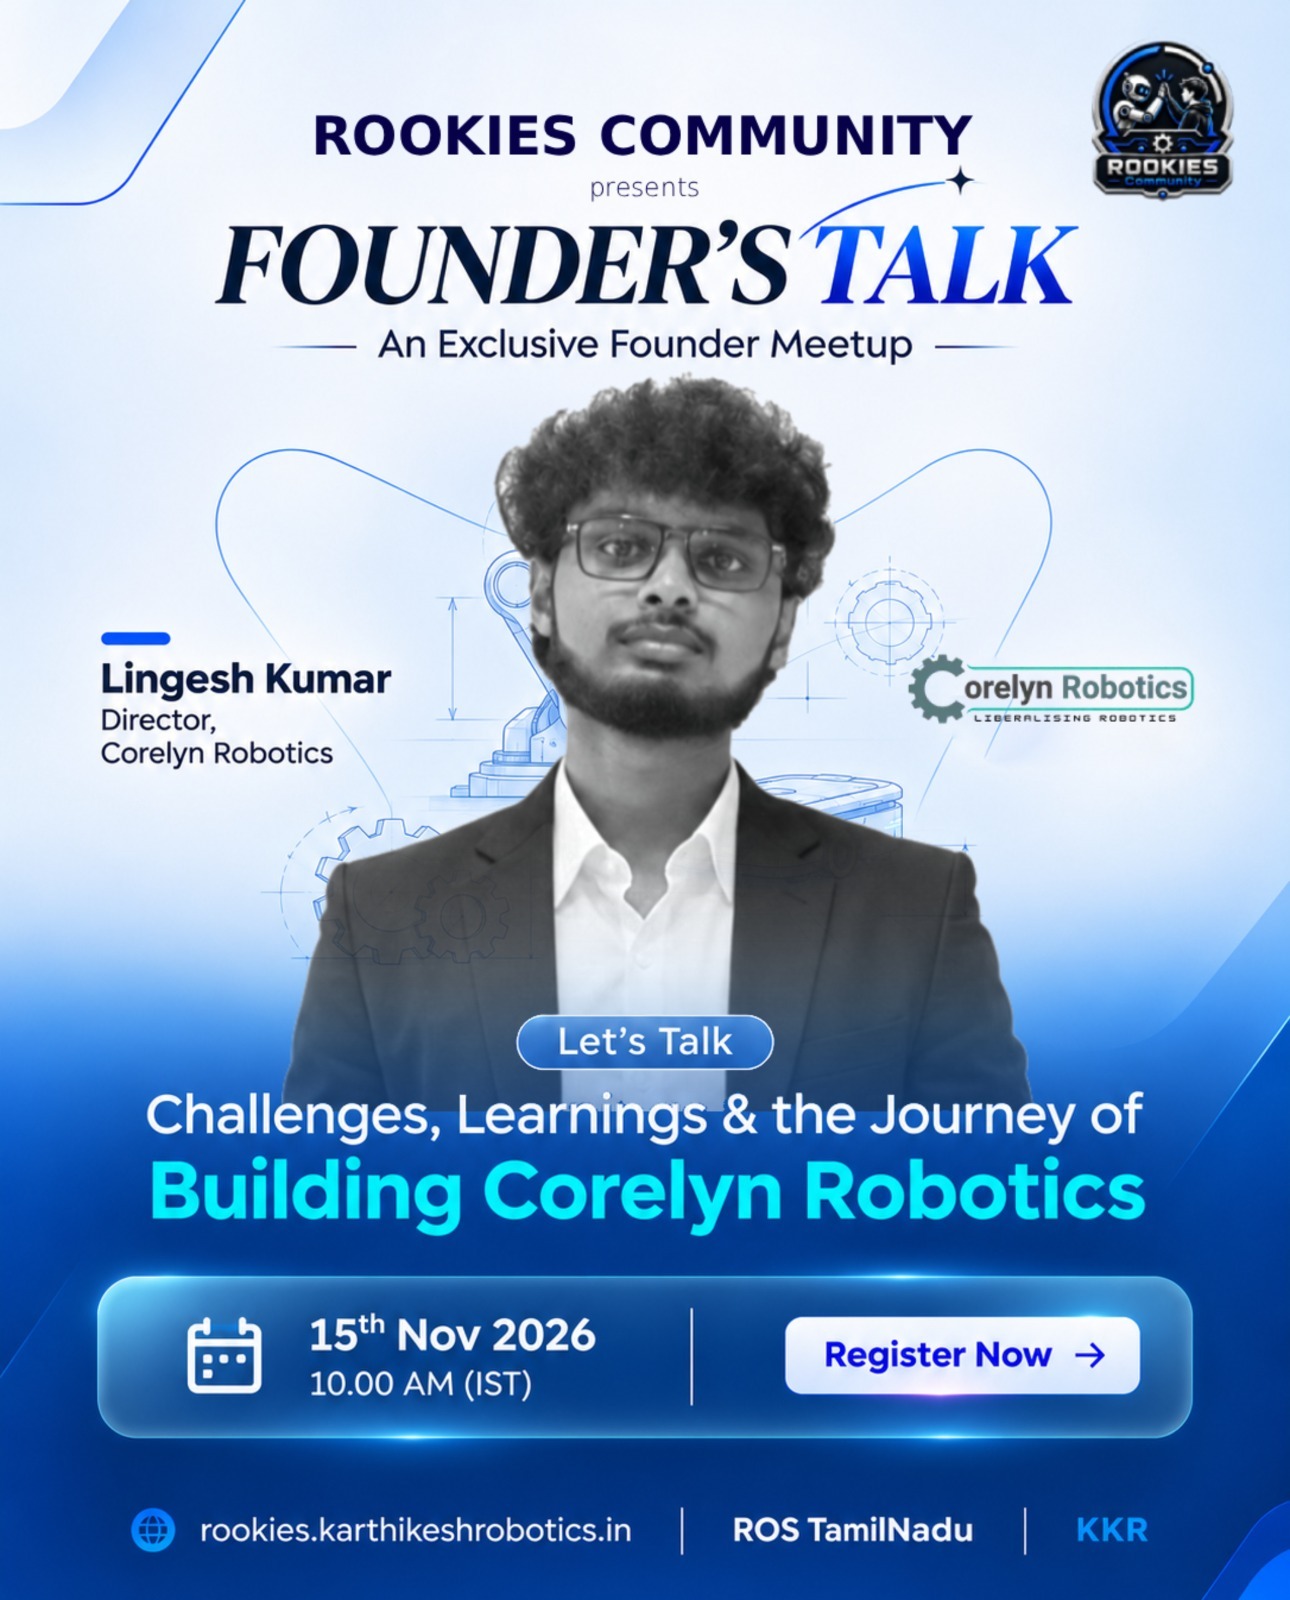 ROOKIES COMMUNITY
presents
FOUNDER'S TALK
An Exclusive Founder Meetup
ROOKIES
Community
Lingesh Kumar
Director,
Corelyn Robotics
Corelyn Robotics
LIBERALISING ROBOTICS
Let's Talk
Challenges, Learnings & the Journey of
Building Corelyn Robotics
15th Nov 2026
10.00 AM (IST)
Register Now →
rookies.karthikeshrobotics.in
ROS TamilNadu
KKR